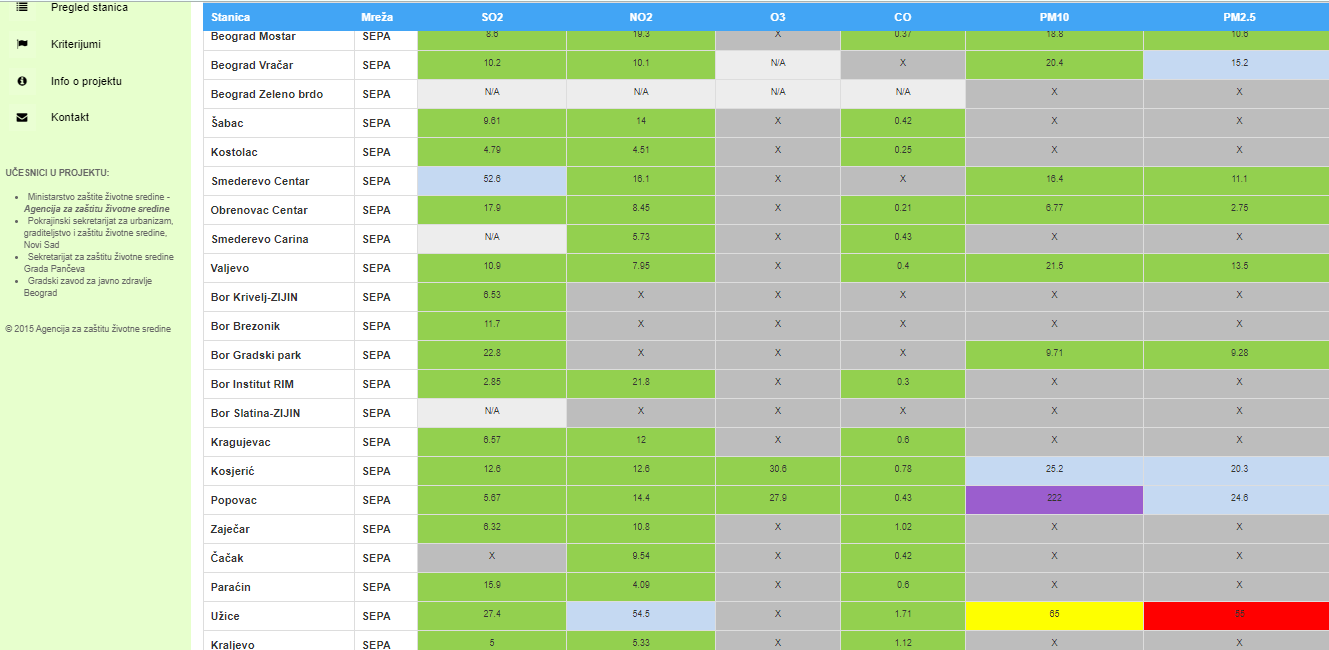 Pregled stanica
Kriterijumi
Info o projektu
Kontakt
UČESNICI U PROJEKTU:
Ministarstvo zaštite životne sredine -
Agencija za zaštitu životne sredine
Pokrajinski sekretarijat za urbanizam,
graditeljstvo i zaštitu životne sredine,
Novi Sad
Sekretarijat za zaštitu životne sredine
Grada Pančeva
Gradski zavod za javno zdravlje
Beograd
© 2015 Agencija za zaštitu životne sredine
Stanica Mreža SO2 NO2 O3 CO PM10 PM2.5
Beograd Mostar SEPA 8.6 19.3 X 0.37 18.8 10.6
Beograd Vračar SEPA 10.2 10.1 N/A X 20.4 15.2
Beograd Zeleno brdo SEPA N/A N/A N/A N/A X X
Šabac SEPA 9.61 14 X 0.42 X X
Kostolac SEPA 4.79 4.51 X 0.25 X X
Smederevo Centar SEPA 52.6 16.1 X X 16.4 11.1
Obrenovac Centar SEPA 17.9 8.45 X 0.21 6.77 2.75
Smederevo Carina SEPA N/A 5.73 X 0.43 X X
Valjevo SEPA 10.9 7.95 X 0.4 21.5 13.5
Bor Krivelj-ZIJIN SEPA 6.53 X X X X X
Bor Brezonik SEPA 11.7 X X X X X
Bor Gradski park SEPA 22.8 X X X 9.71 9.28
Bor Institut RIM SEPA 2.85 21.8 X 0.3 X X
Bor Slatina-ZIJIN SEPA N/A X X X X X
Kragujevac SEPA 6.57 12 X 0.6 X X
Kosjerić SEPA 12.6 12.6 30.6 0.78 25.2 20.3
Popovac SEPA 5.67 14.4 27.9 0.43 222 24.6
Zaječar SEPA 6.32 10.8 X 1.02 X X
Čačak SEPA X 9.54 X 0.42 X X
Paraćin SEPA 15.9 4.09 X 0.6 X X
Užice SEPA 27.4 54.5 X 1.71 65 55
Kraljevo SEPA 5 5.33 X 1.12 X X